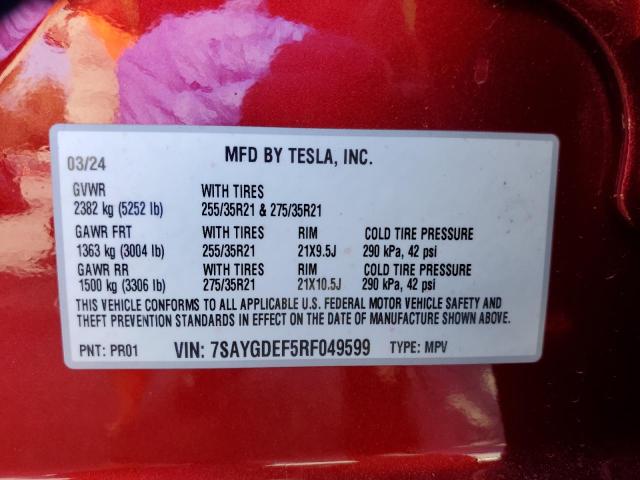 03/24 MFD BY TESLA, INC.
GVWR WITH TIRES
2382 kg (5252 lb) 255/35R21 & 275/35R21
GAWR FRT WITH TIRES RIM COLD TIRE PRESSURE
1363 kg (3004 lb) 255/35R21 21X9.5J 290 kPa, 42 psi
GAWR RR WITH TIRES RIM COLD TIRE PRESSURE
1500 kg (3306 lb) 275/35R21 21X10.5J 290 kPa, 42 psi
THIS VEHICLE CONFORMS TO ALL APPLICABLE U.S. FEDERAL MOTOR VEHICLE SAFETY AND
THEFT PREVENTION STANDARDS IN EFFECT ON THE DATE OF MANUFACTURE SHOWN ABOVE.
PNT: PR01 VIN: 7SAYGDEF5RF049599 TYPE: MPV